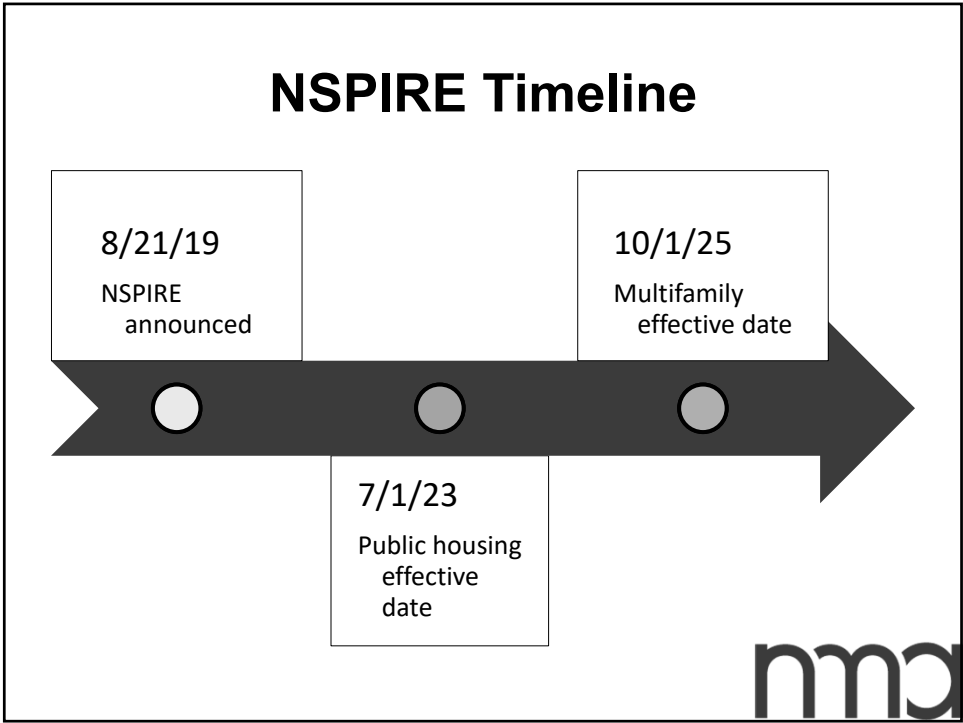 NSPIRE Timeline
8/21/19
NSPIRE
announced
7/1/23
Public housing
effective
date
10/1/25
Multifamily
effective date
nma